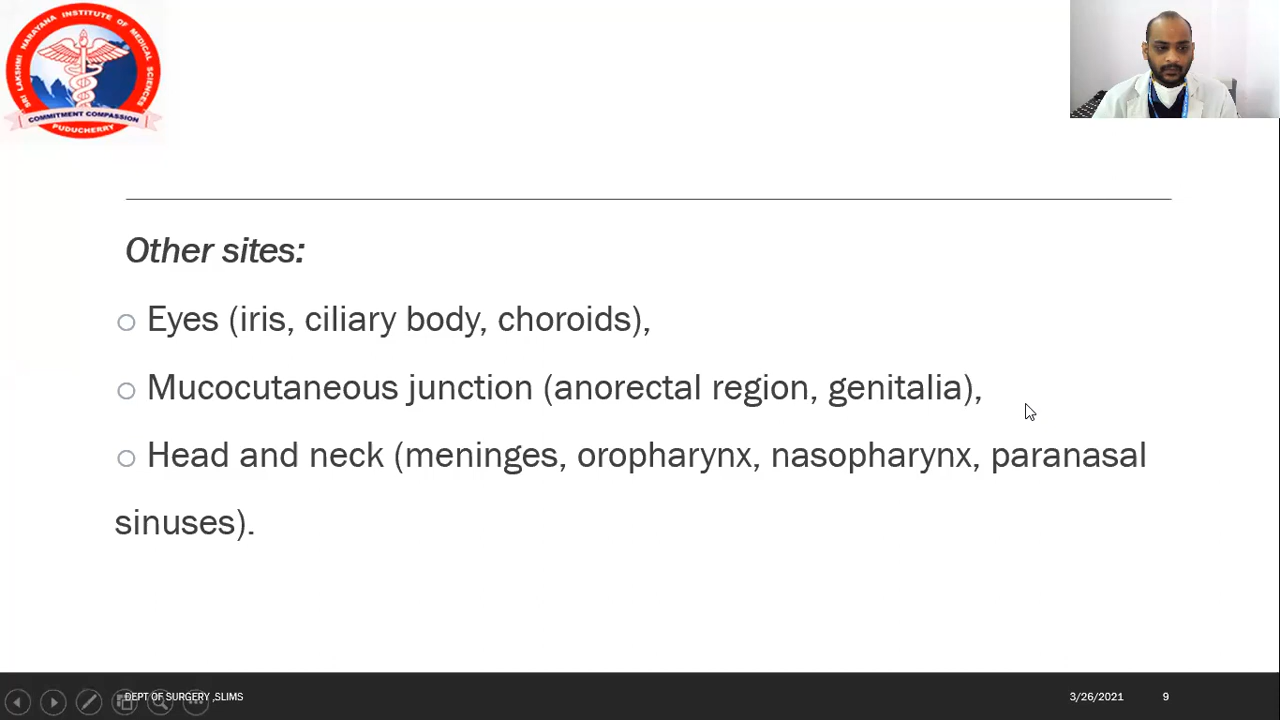 SRI LAKSHMI NARAYANA INSTITUTE OF MEDICAL SCIENCES
COMMITMENT COMPASSION
PUDUCHERRY
Other sites:
Eyes (iris, ciliary body, choroids),
Mucocutaneous junction (anorectal region, genitalia),
Head and neck (meninges, oropharynx, nasopharynx, paranasal
sinuses).
DEPT OF SURGERY ,SLIMS
3/26/2021
9